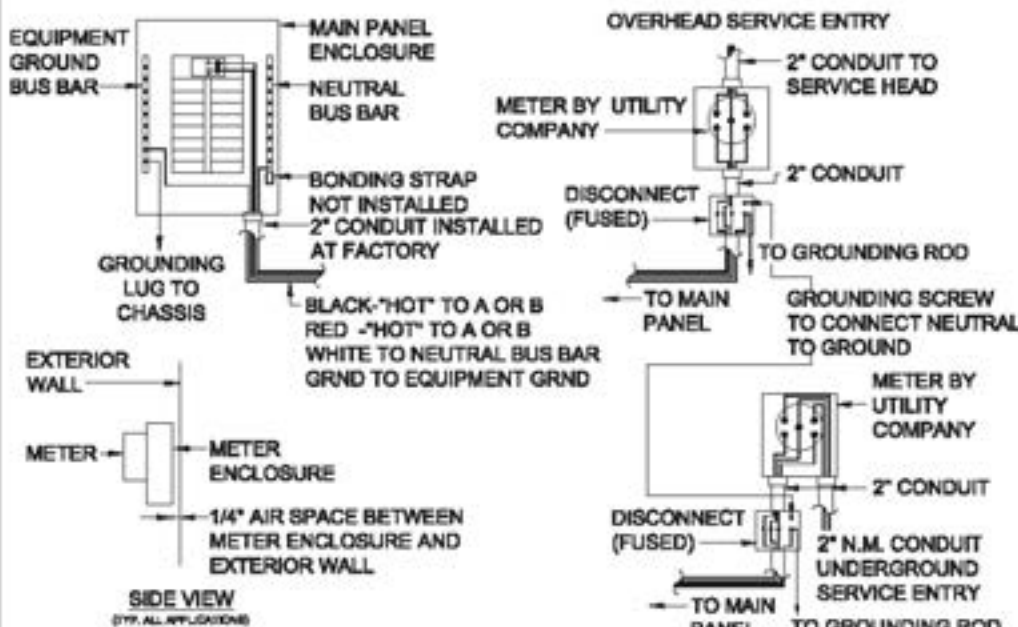 EQUIPMENT
GROUND
BUS BAR
MAIN PANEL
ENCLOSURE
NEUTRAL
BUS BAR
BONDING STRAP
NOT INSTALLED
2" CONDUIT INSTALLED
AT FACTORY
GROUNDING
LUG TO
CHASSIS
BLACK-"HOT" TO A OR B
RED -"HOT" TO A OR B
WHITE TO NEUTRAL BUS BAR
GRND TO EQUIPMENT GRND
OVERHEAD SERVICE ENTRY
2" CONDUIT TO
SERVICE HEAD
METER BY UTILITY
COMPANY
2" CONDUIT
DISCONNECT
(FUSED)
TO GROUNDING ROD
TO MAIN
PANEL
GROUNDING SCREW
TO CONNECT NEUTRAL
TO GROUND
EXTERIOR
WALL
METER
METER
ENCLOSURE
1/4" AIR SPACE BETWEEN
METER ENCLOSURE AND
EXTERIOR WALL
SIDE VIEW
(TYP. ALL APPLICATIONS)
METER BY
UTILITY
COMPANY
2" CONDUIT
DISCONNECT
(FUSED)
2" N.M. CONDUIT
UNDERGROUND
SERVICE ENTRY
TO MAIN
PANEL
TO GROUNDING ROD